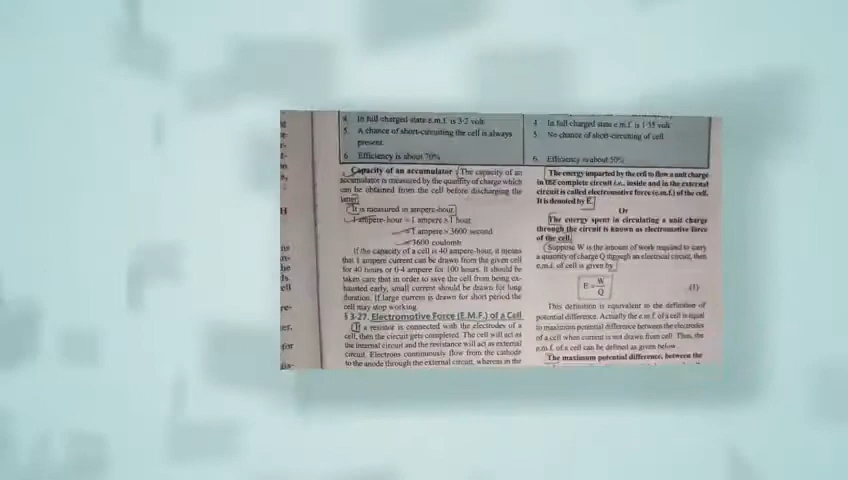 4. In full charged state e.m.f. is 3·2 volt
5. A chance of short-circuiting the cell is always
present.
6. Efficiency is about 70%
4. In full charged state e.m.f. is 1·35 volt
5. No chance of short-circuiting of cell
6. Efficiency is about 50%
Capacity of an accumulator : The capacity of an
accumulator is measured by the quantity of charge which
can be obtained from the cell before discharging the
latter.
It is measured in ampere-hour.
1 ampere-hour = 1 ampere × 1 hour
= 1 ampere × 3600 second
= 3600 coulomb
If the capacity of a cell is 40 ampere-hour, it means
that 1 ampere current can be drawn from the given cell
for 40 hours or 0·4 ampere for 100 hours. It should be
taken care that in order to save the cell from being ex-
hausted early, small current should be drawn for long
duration. If large current is drawn for short period the
cell may stop working.
§ 3·27. Electromotive Force (E.M.F.) of a Cell
If a resistor is connected with the electrodes of a
cell, then the circuit gets completed. The cell will act as
the internal circuit and the resistance will act as external
circuit. Electrons continuously flow from the cathode
to the anode through the external circuit, whereas in the
The energy imparted by the cell to flow a unit charge
in the complete circuit i.e., inside and in the external
circuit is called electromotive force (e.m.f.) of the cell.
It is denoted by E.
Or
The energy spent in circulating a unit charge
through the circuit is known as electromotive force
of the cell.
Suppose W is the amount of work required to carry
a quantity of charge Q through an electrical circuit, then
e.m.f. of cell is given by
E = W/Q ...(1)
This definition is equivalent to the definition of
potential difference. Actually the e.m.f. of a cell is equal
to maximum potential difference between the electrodes
of a cell when current is not drawn from cell. Thus, the
e.m.f. of a cell can be defined as given below
The maximum potential difference, between the